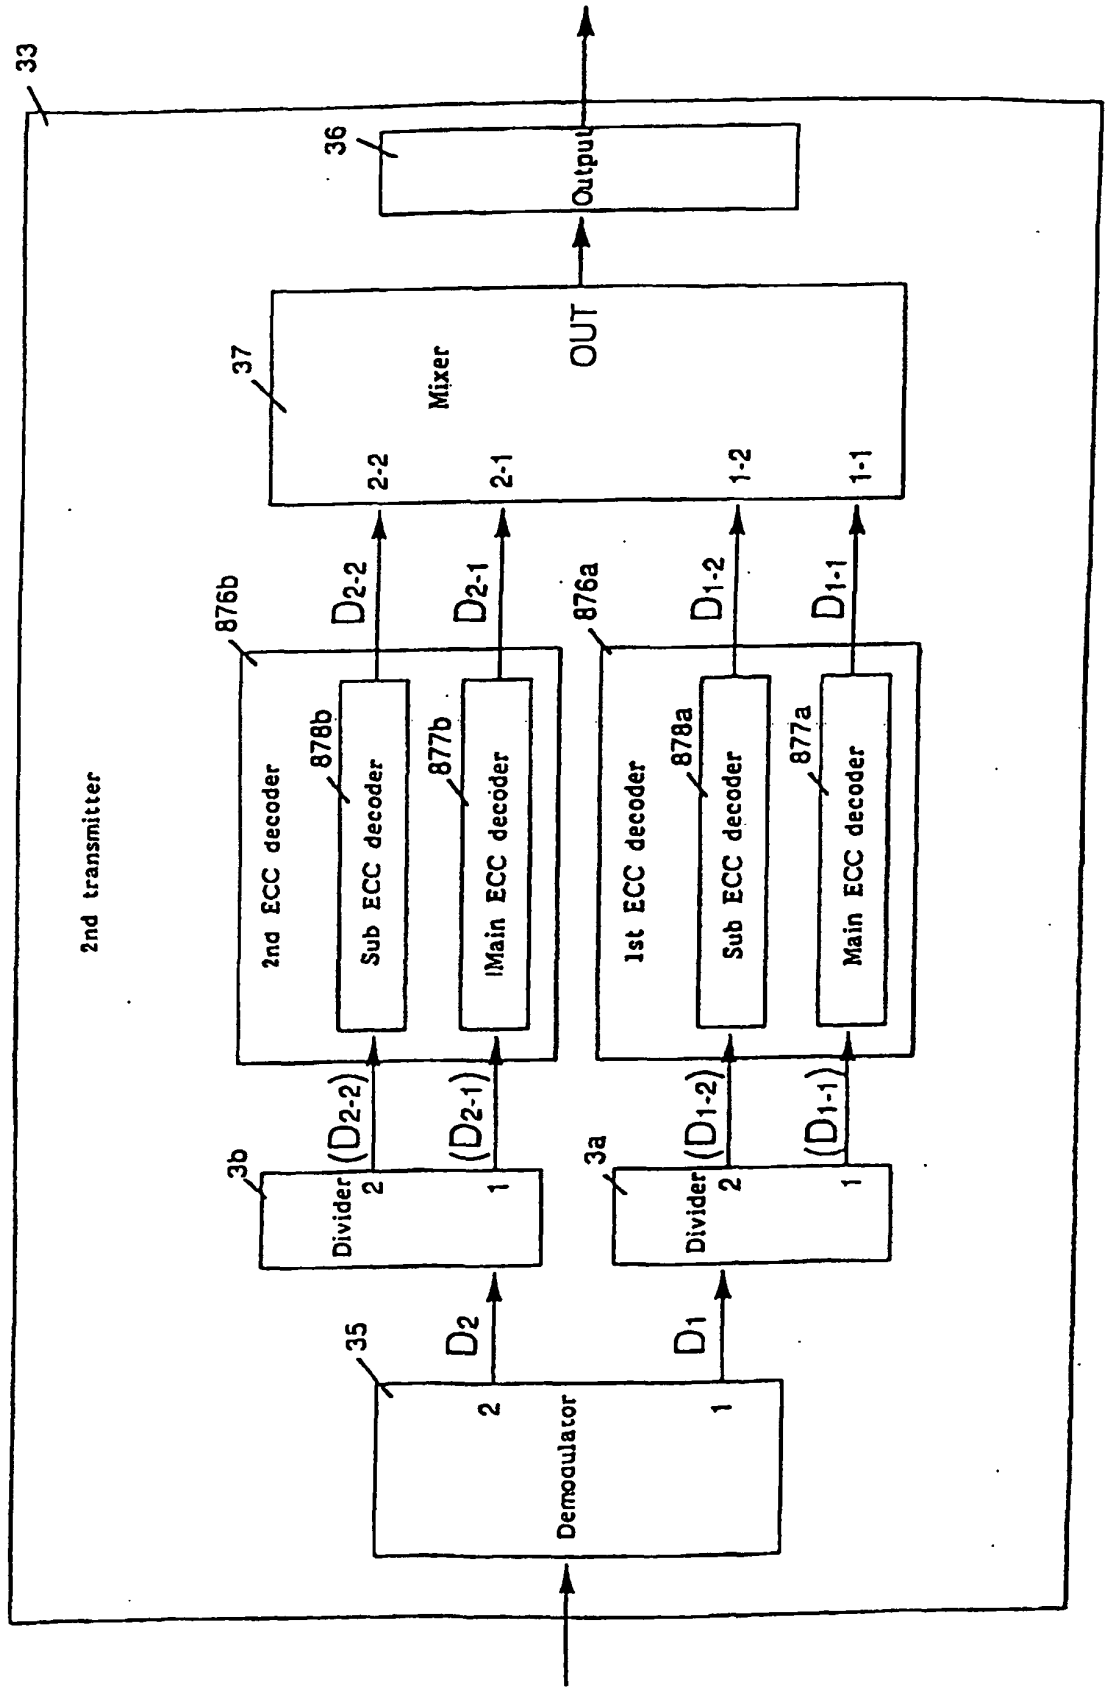 33
2nd transmitter
Demodulator
35
2
1
D2
D1
Divider
3b
2
1
(D2-2)
(D2-1)
Divider
3a
2
1
(D1-2)
(D1-1)
876b
2nd ECC decoder
878b
Sub ECC decoder
877b
Main ECC decoder
876a
1st ECC decoder
878a
Sub ECC decoder
877a
Main ECC decoder
D2-2
D2-1
D1-2
D1-1
37
Mixer
2-2
2-1
1-2
1-1
OUT
36
Output